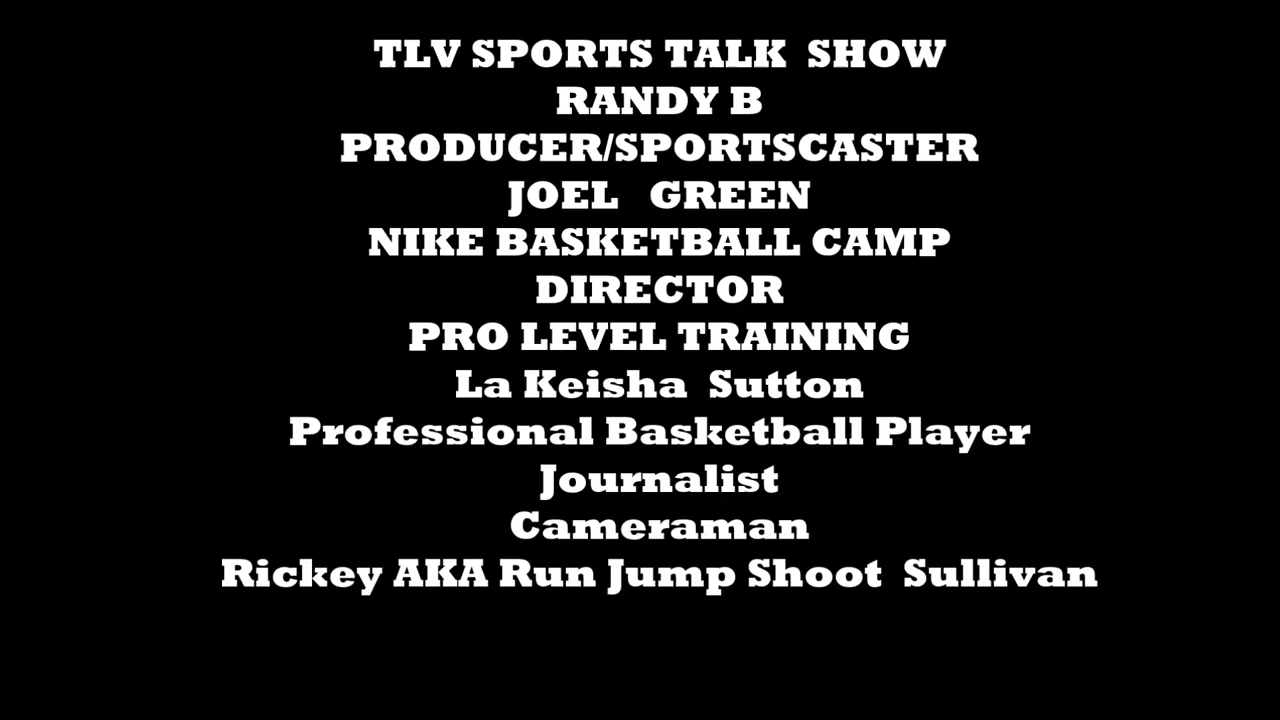 TLV SPORTS TALK SHOW
RANDY B
PRODUCER/SPORTSCASTER
JOEL GREEN
NIKE BASKETBALL CAMP
DIRECTOR
PRO LEVEL TRAINING
La Keisha Sutton
Professional Basketball Player
Journalist
Cameraman
Rickey AKA Run Jump Shoot Sullivan